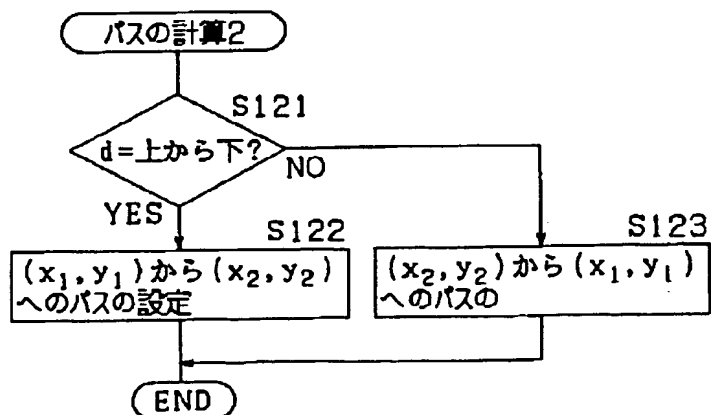 パスの計算2
S121
d=上から下?
NO
YES
S122
(x₁,y₁)から(x₂,y₂)
へのパスの設定
S123
(x₂,y₂)から(x₁,y₁)
へのパスの
END